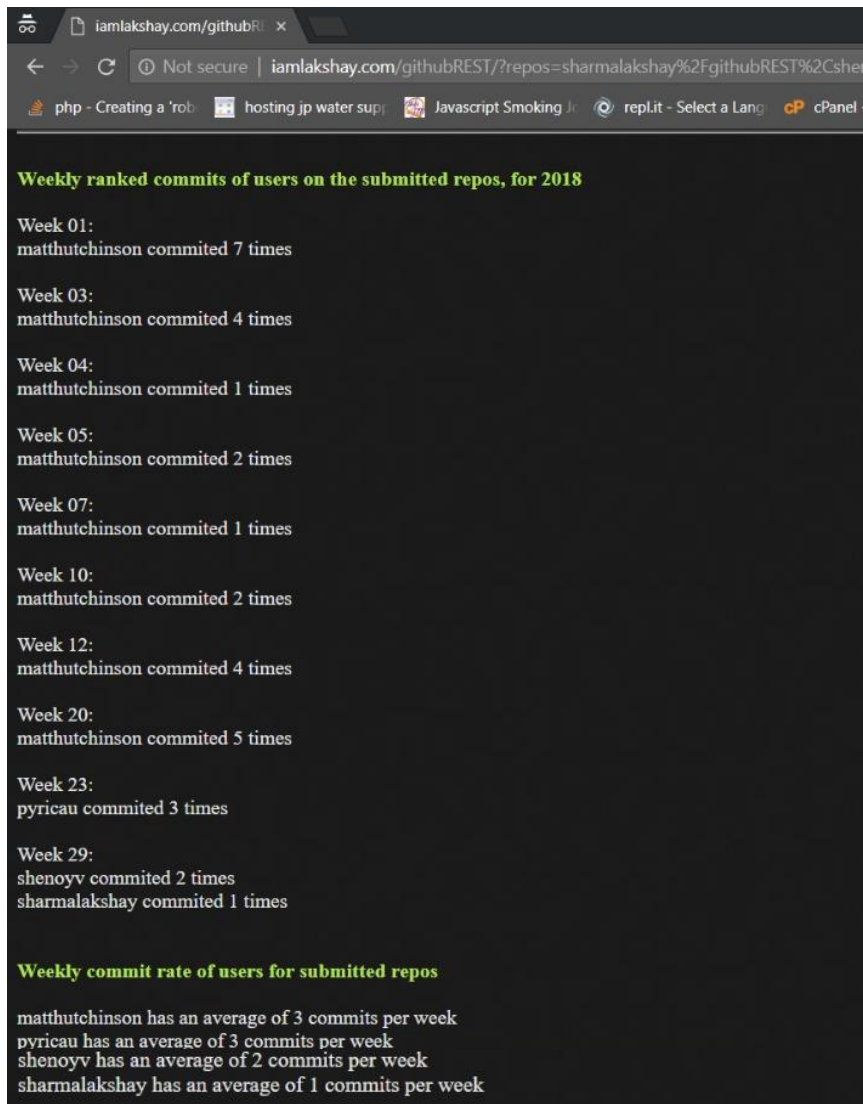 iamlakshay.com/githubR
Not secure | iamlakshay.com/githubREST/?repos=sharmalakshay%2FgithubREST%2Cshe
php - Creating a 'rob hosting jp water sup Javascript Smoking repl.it - Select a Lang cPanel
Weekly ranked commits of users on the submitted repos, for 2018
Week 01:
matthutchinson commited 7 times
Week 03:
matthutchinson commited 4 times
Week 04:
matthutchinson commited 1 times
Week 05:
matthutchinson commited 2 times
Week 07:
matthutchinson commited 1 times
Week 10:
matthutchinson commited 2 times
Week 12:
matthutchinson commited 4 times
Week 20:
matthutchinson commited 5 times
Week 23:
pyricau commited 3 times
Week 29:
shenoyv commited 2 times
sharmalakshay commited 1 times
Weekly commit rate of users for submitted repos
matthutchinson has an average of 3 commits per week
pyricau has an average of 3 commits per week
shenoyv has an average of 2 commits per week
sharmalakshay has an average of 1 commits per week